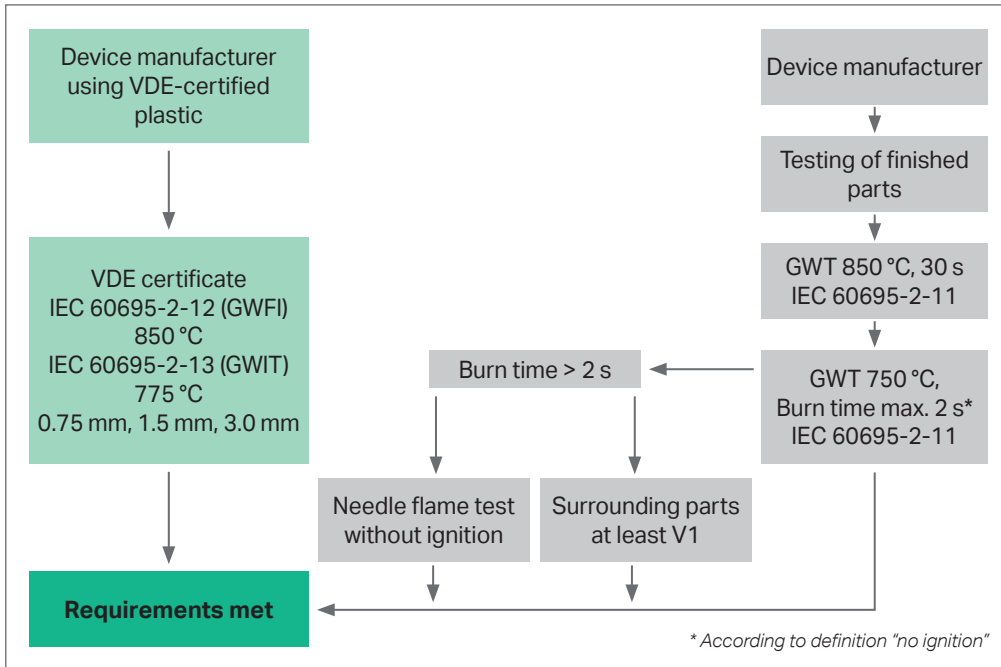 Device manufacturer
using VDE-certified
plastic
VDE certificate
IEC 60695-2-12 (GWFI)
850 °C
IEC 60695-2-13 (GWIT)
775 °C
0.75 mm, 1.5 mm, 3.0 mm
Requirements met
Device manufacturer
Testing of finished
parts
GWT 850 °C, 30 s
IEC 60695-2-11
GWT 750 °C,
Burn time max. 2 s*
IEC 60695-2-11
Burn time > 2 s
Needle flame test
without ignition
Surrounding parts
at least V1
* According to definition “no ignition”